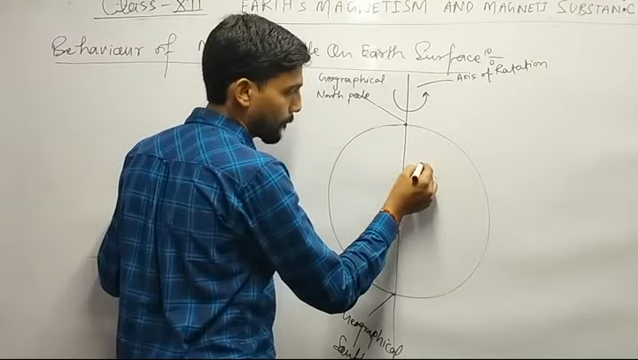 Class-XII EARTH'S MAGNETISM AND MAGNETI SUBSTANC
Behaviour of On Earth Surface
Geographical
North pole
Axis of Rotation
Geographical